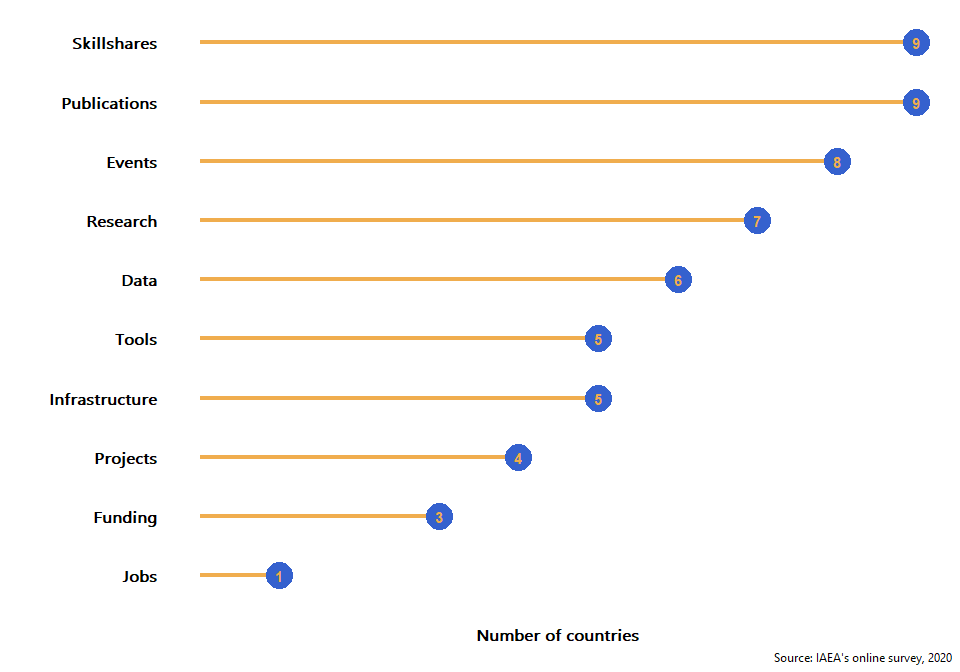 Skillshares 9
Publications 9
Events 8
Research 7
Data 6
Tools 5
Infrastructure 5
Projects 4
Funding 3
Jobs 1
Number of countries
Source: IAEA's online survey, 2020